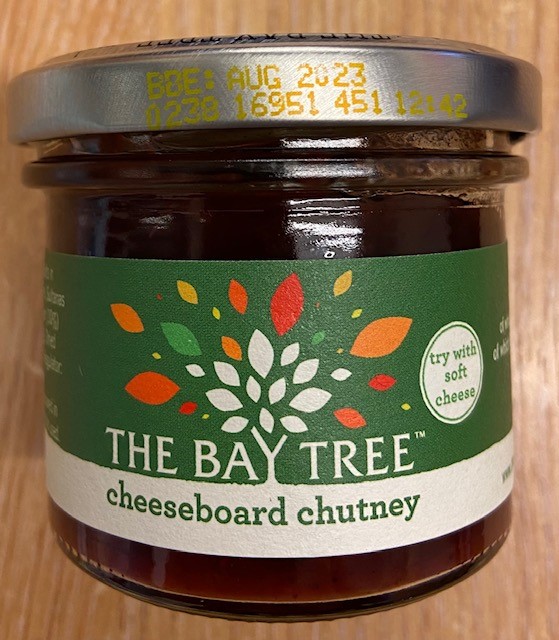 BBE: AUG 2023
0238 16951 451 12:42
try with
soft
cheese
THE BAY TREE™
cheeseboard chutney